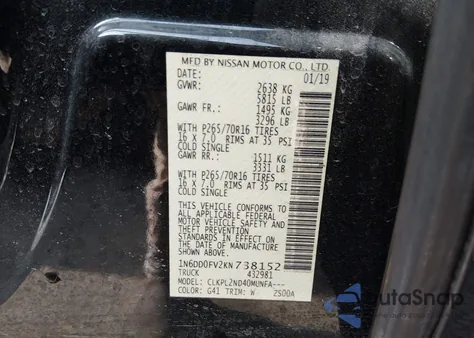 MFD BY NISSAN MOTOR CO., LTD.
DATE: 01/19
GVWR: 2638 KG
5815 LB
GAWR FR.: 1495 KG
3296 LB
WITH P265/70R16 TIRES
16 X 7.0 RIMS AT 35 PSI
COLD SINGLE
GAWR RR.: 1511 KG
3331 LB
WITH P265/70R16 TIRES
16 X 7.0 RIMS AT 35 PSI
COLD SINGLE
THIS VEHICLE CONFORMS TO
ALL APPLICABLE FEDERAL
MOTOR VEHICLE SAFETY AND
THEFT PREVENTION
STANDARDS IN EFFECT ON
THE DATE OF MANUFACTURE
SHOWN ABOVE.
1N6DD0FV2KN738152
TRUCK 432981
MODEL: CLKPL2ND40MUNFA---
COLOR: G41 TRIM: W 2500A
AutoSnap